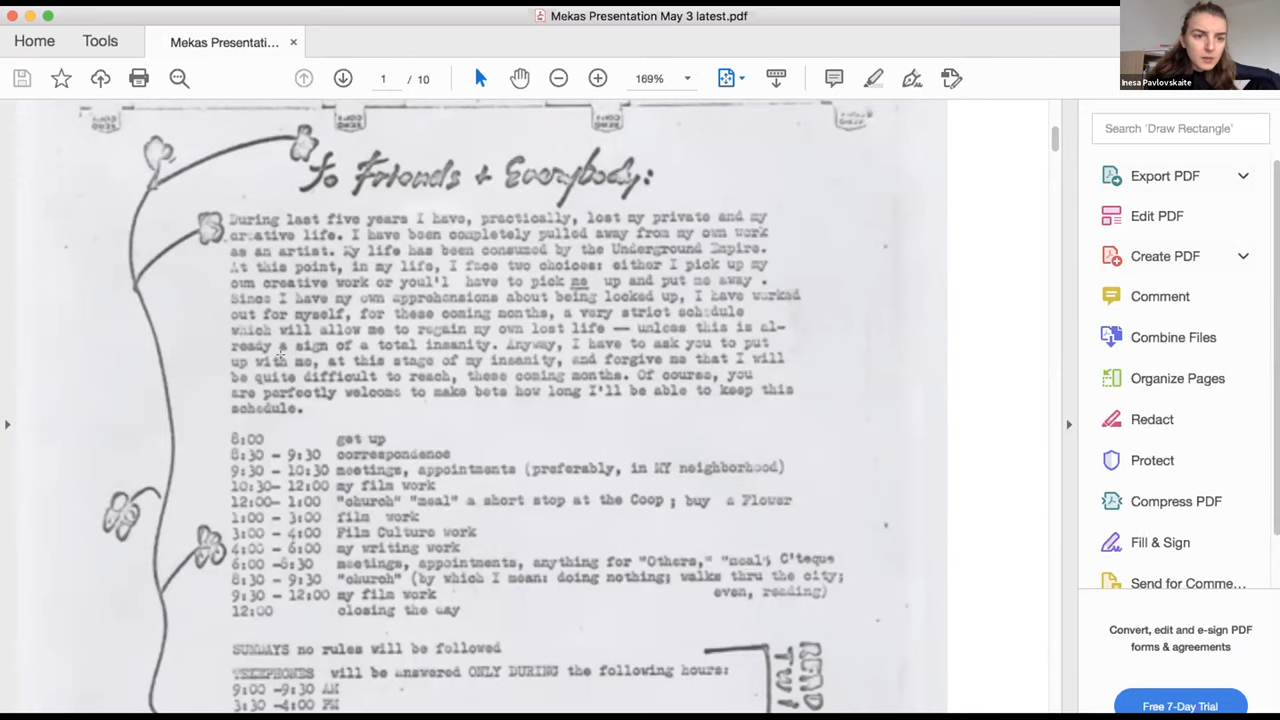 Mekas Presentation May 3 latest.pdf
Home
Tools
Mekas Presentati...
×
1 / 10
169%
Inesa Pavlovskaite
To Friends + Everybody:
During last five years I have, practically, lost my private and my
creative life. I have been completely pulled away from my own work
as an artist. My life has been consumed by the Underground Empire.
At this point, in my life, I face two choices: either I pick up my
own creative work or youl'l have to pick me up and put me away .
Since I have my own apprehensions about being locked up, I have worked
out for myself, for these coming months, a very strict schedule
which will allow me to regain my own lost life — unless this is al-
ready a sign of a total insanity. Anyway, I have to ask you to put
up with me, at this stage of my insanity, and forgive me that I will
be quite difficult to reach, these coming months. Of course, you
are perfectly welcome to make bets how long I'll be able to keep this
schedule.
8:00 get up
8:30 - 9:30 correspondence
9:30 - 10:30 meetings, appointments (preferably, in MY neighborhood)
10:30- 12:00 my film work
12:00- 1:00 "church" "meal" a short stop at the Coop ; buy a Flower
1:00 - 3:00 film work
3:00 - 4:00 Film Culture work
4:00 - 6:00 my writing work
6:00 -8:30 meetings, appointments, anything for "Others," "meal", C'teque
8:30 - 9:30 "church" (by which I mean: doing nothing; walks thru the city;
even, reading)
9:30 - 12:00 my film work
12:00 closing the day
SUNDAYS no rules will be followed
TELEPHONES will be answered ONLY DURING the following hours:
9:00 -9:30 AM
3:30 -4:00 PM
Search 'Draw Rectangle'
Export PDF
Edit PDF
Create PDF
Comment
Combine Files
Organize Pages
Redact
Protect
Compress PDF
Fill & Sign
Send for Comme...
Convert, edit and e-sign PDF
forms & agreements
Free 7-Day Trial